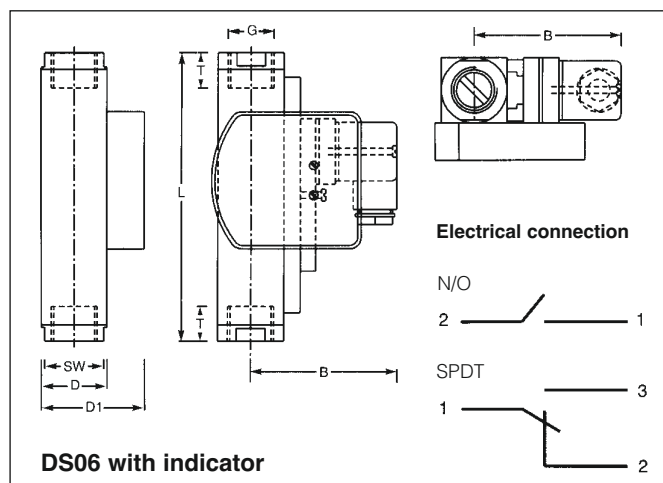 G
B
T
L
T
SW
D
D1
B
Electrical connection
N/O
2 1
SPDT
3
1
2
DS06 with indicator